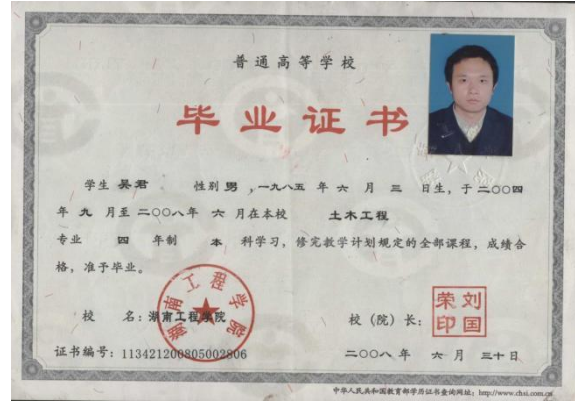 普通高等学校
毕业证书
学生 吴君 性别 男 ,一九八五 年 六 月 三 日生，于二〇〇四
年 九 月至 二〇〇八 年 六 月在本校 土木工程
专业 四 年制 本 科学习，修完教学计划规定的全部课程，成绩合
格，准予毕业。
湖南工程学院
校 名：湖南工程学院
校（院）长：
刘国荣印
证书编号：113421200805002806
二〇〇八 年 六 月 三十日
中华人民共和国教育部学历证书查询网址：http://www.chsi.com.cn